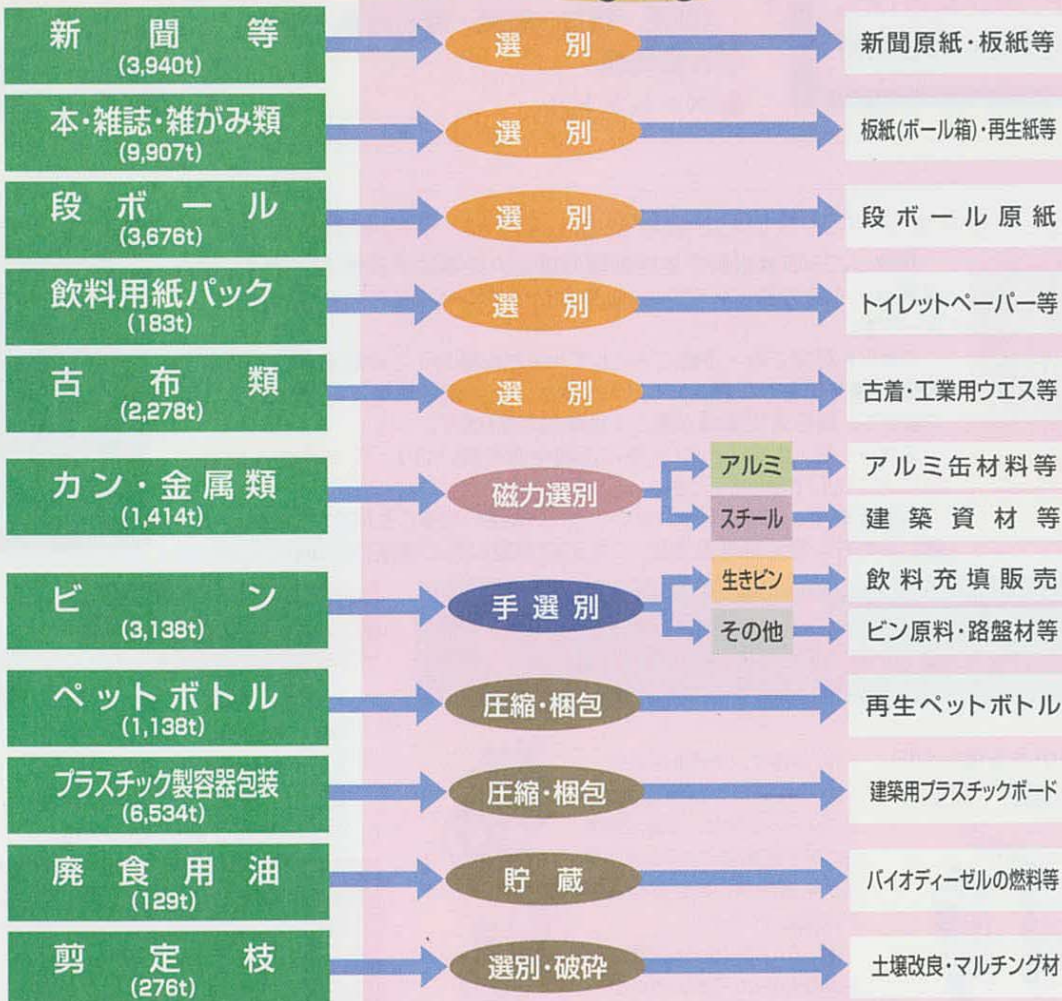 新聞等
(3,940t)
選別
新聞原紙・板紙等
本・雑誌・雑がみ類
(9,907t)
選別
板紙(ボール箱)・再生紙等
段ボール
(3,676t)
選別
段ボール原紙
飲料用紙パック
(183t)
選別
トイレットペーパー等
古布類
(2,278t)
選別
古着・工業用ウエス等
カン・金属類
(1,414t)
磁力選別
アルミ
アルミ缶材料等
スチール
建築資材等
ビン
(3,138t)
手選別
生きビン
飲料充填販売
その他
ビン原料・路盤材等
ペットボトル
(1,138t)
圧縮・梱包
再生ペットボトル
プラスチック製容器包装
(6,534t)
圧縮・梱包
建築用プラスチックボード
廃食用油
(129t)
貯蔵
バイオディーゼルの燃料等
剪定枝
(276t)
選別・破砕
土壌改良・マルチング材